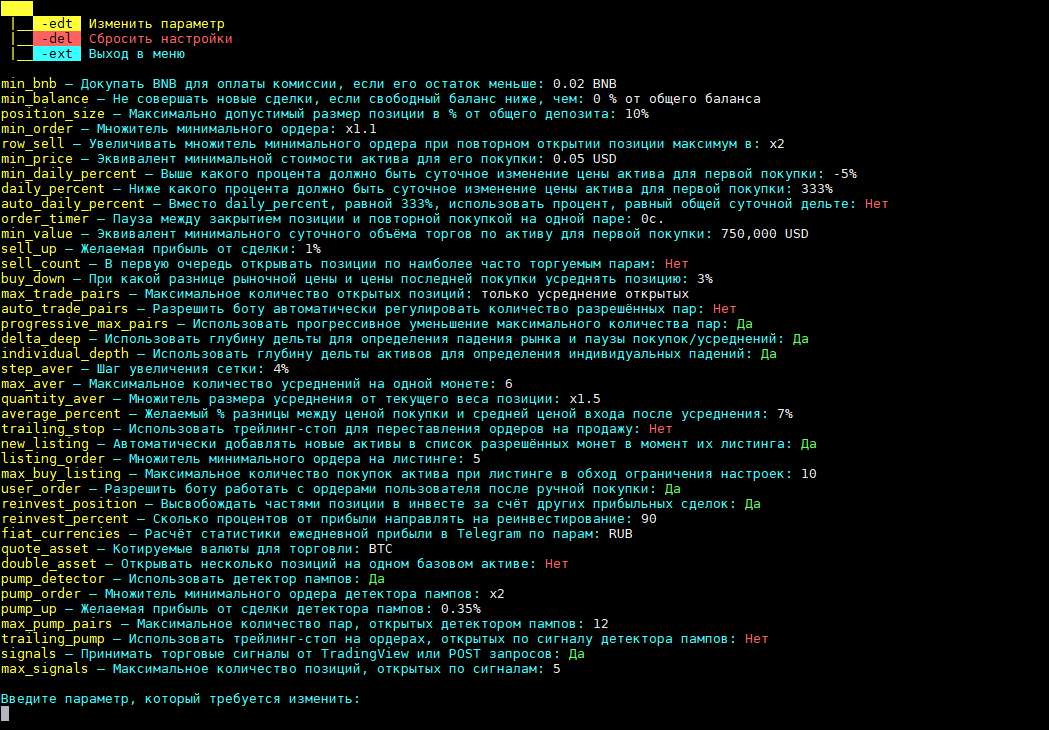 |__ -edt Изменить параметр
|__ -del Сбросить настройки
|__ -ext Выход в меню
min_bnb — Докупать BNB для оплаты комиссии, если его остаток меньше: 0.02 BNB
min_balance — Не совершать новые сделки, если свободный баланс ниже, чем: 0 % от общего баланса
position_size — Максимально допустимый размер позиции в % от общего депозита: 10%
min_order — Множитель минимального ордера: x1.1
row_sell — Увеличивать множитель минимального ордера при повторном открытии позиции максимум в: x2
min_price — Эквивалент минимальной стоимости актива для его покупки: 0.05 USD
min_daily_percent — Выше какого процента должно быть суточное изменение цены актива для первой покупки: -5%
daily_percent — Ниже какого процента должно быть суточное изменение цены актива для первой покупки: 333%
auto_daily_percent — Вместо daily_percent, равной 333%, использовать процент, равный общей суточной дельте: Нет
order_timer — Пауза между закрытием позиции и повторной покупкой на одной паре: 0с.
min_value — Эквивалент минимального суточного объёма торгов по активу для первой покупки: 750,000 USD
sell_up — Желаемая прибыль от сделки: 1%
sell_count — В первую очередь открывать позиции по наиболее часто торгуемым парам: Нет
buy_down — При какой разнице рыночной цены и цены последней покупки усреднять позицию: 3%
max_trade_pairs — Максимальное количество открытых позиций: только усреднение открытых
auto_trade_pairs — Разрешить боту автоматически регулировать количество разрешённых пар: Нет
progressive_max_pairs — Использовать прогрессивное уменьшение максимального количества пар: Да
delta_deep — Использовать глубину дельты для определения падения рынка и паузы покупок/усреднений: Да
individual_depth — Использовать глубину дельты активов для определения индивидуальных падений: Да
step_aver — Шаг увеличения сетки: 4%
max_aver — Максимальное количество усреднений на одной монете: 6
quantity_aver — Множитель размера усреднения от текущего веса позиции: x1.5
average_percent — Желаемый % разницы между ценой покупки и средней ценой входа после усреднения: 7%
trailing_stop — Использовать трейлинг-стоп для переставления ордеров на продажу: Нет
new_listing — Автоматически добавлять новые активы в список разрешённых монет в момент их листинга: Да
listing_order — Множитель минимального ордера на листинге: 5
max_buy_listing — Максимальное количество покупок актива при листинге в обход ограничения настроек: 10
user_order — Разрешить боту работать с ордерами пользователя после ручной покупки: Да
reinvest_position — Высвобождать частями позиции в инвесте за счёт других прибыльных сделок: Да
reinvest_percent — Сколько процентов от прибыли направлять на реинвестирование: 90
fiat_currencies — Расчёт статистики ежедневной прибыли в Telegram по парам: RUB
quote_asset — Котируемые валюты для торговли: BTC
double_asset — Открывать несколько позиций на одном базовом активе: Нет
pump_detector — Использовать детектор пампов: Да
pump_order — Множитель минимального ордера детектора пампов: x2
pump_up — Желаемая прибыль от сделки детектора пампов: 0.35%
max_pump_pairs — Максимальное количество пар, открытых детектором пампов: 12
trailing_pump — Использовать трейлинг-стоп на ордерах, открытых по сигналу детектора пампов: Нет
signals — Принимать торговые сигналы от TradingView или POST запросов: Да
max_signals — Максимальное количество позиций, открытых по сигналам: 5
Введите параметр, который требуется изменить: